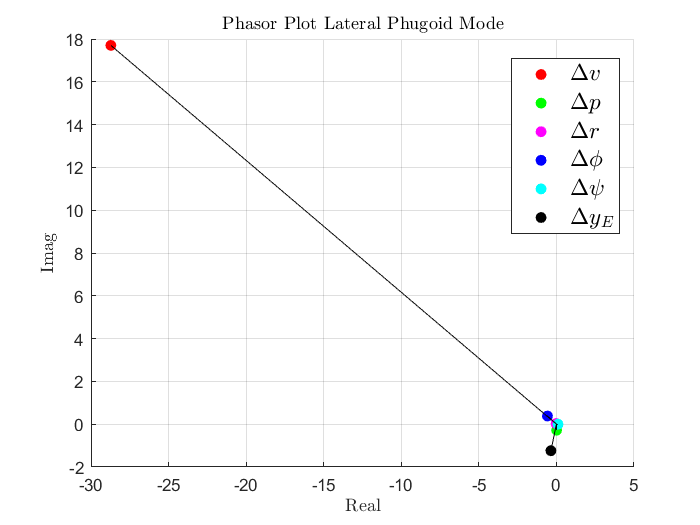 Phasor Plot Lateral Phugoid Mode
18
16
14
12
10
8
6
4
2
0
-2
Imag
-30 -25 -20 -15 -10 -5 0 5
Real
Δv
Δp
Δr
Δϕ
Δψ
Δy_E